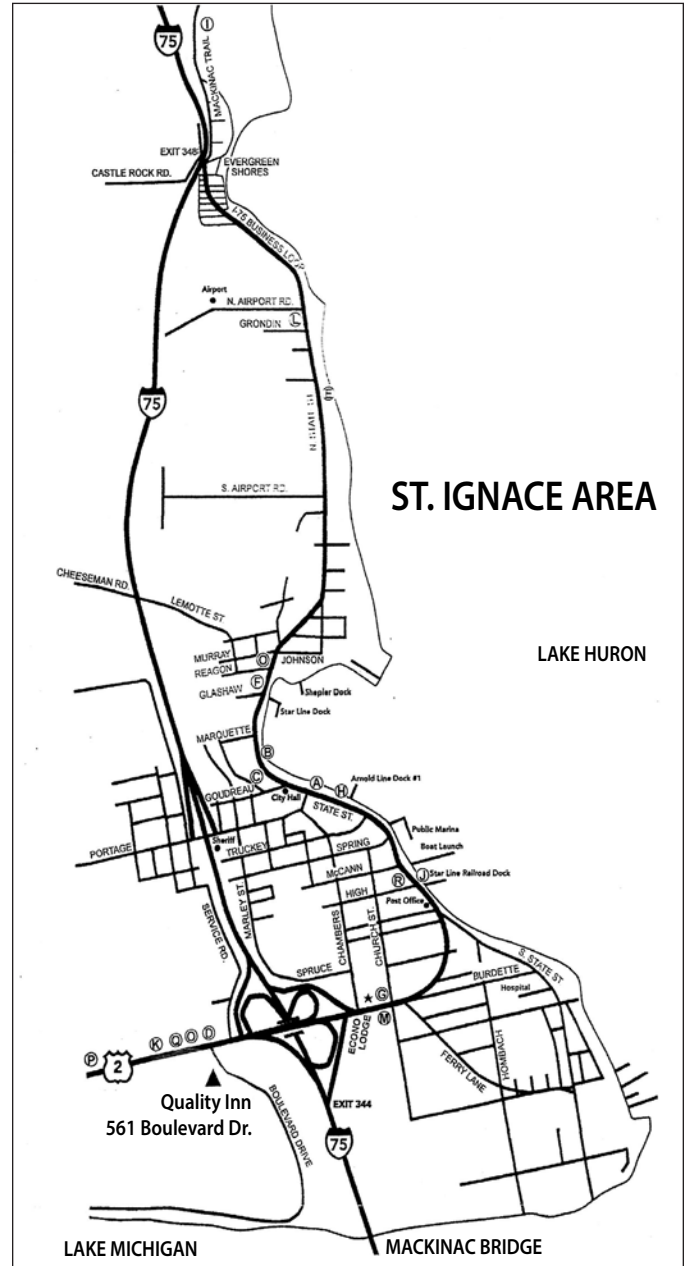 75
I
MACKINAC TRAIL
EXIT 348
CASTLE ROCK RD.
EVERGREEN
SHORES
I-75 BUSINESS LOOP
Airport
N. AIRPORT RD.
GRONDIN
L
75
N. STATE ST.
S. AIRPORT RD.
ST. IGNACE AREA
CHEESEMAN RD.
LEMOTTE ST
MURRAY
REAGON
O
JOHNSON
LAKE HURON
GLASHAW
F
Shepler Dock
Star Line Dock
MARQUETTE
B
C
A
H
Arnold Line Dock #1
GOUDREAU
City Hall
STATE ST.
Public Marina
Boat Launch
PORTAGE
Sheriff
TRUCKEY
SPRING
McCANN
R
J
Star Line Railroad Dock
HIGH
Post Office
MARLEY ST.
CHAMBERS
CHURCH ST.
SERVICE RD.
SPRUCE
S. STATE ST.
BURDETTE
Hospital
G
M
ECONO
LODGE
FERRY LANE
HOMBACH
P
2
K
Q
O
D
Quality Inn
561 Boulevard Dr.
BOULEVARD DRIVE
EXIT 344
75
LAKE MICHIGAN
MACKINAC BRIDGE